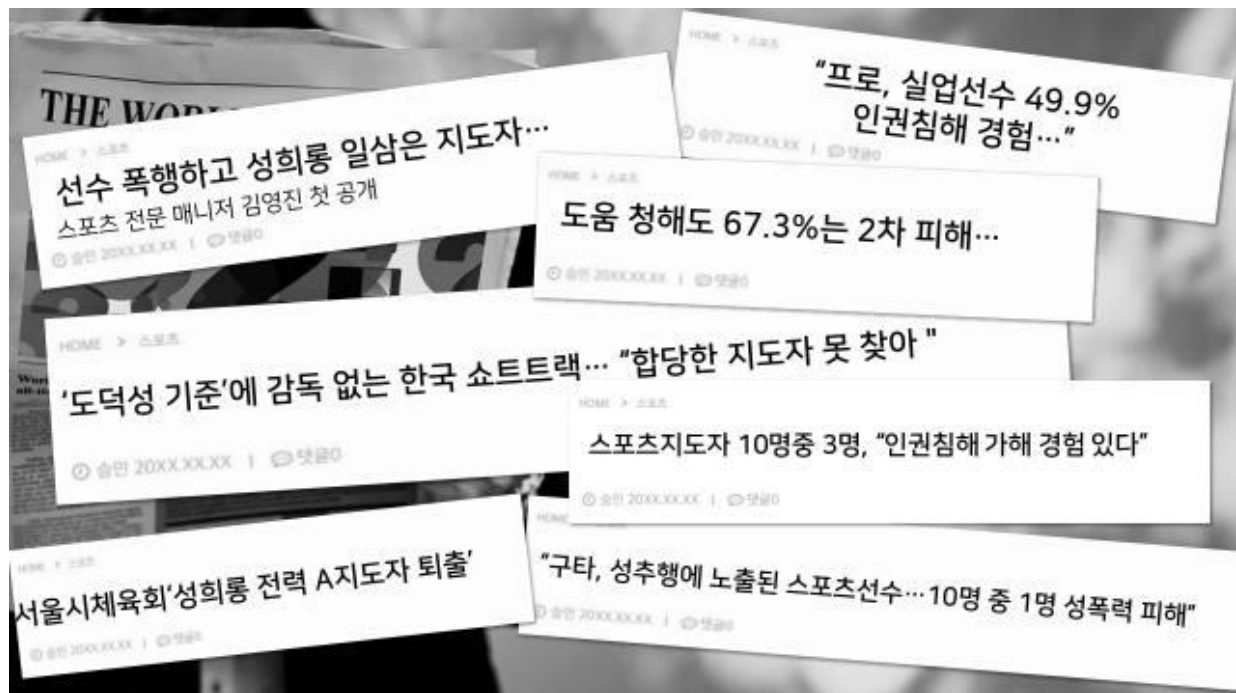 THE WOR
HOME > 스포츠
선수 폭행하고 성희롱 일삼은 지도자…
스포츠 전문 매니저 김영진 첫 공개
승인 20XX.XX.XX | 댓글0
HOME > 스포츠
“프로, 실업선수 49.9%
인권침해 경험…”
승인 20XX.XX.XX | 댓글0
HOME > 스포츠
도움 청해도 67.3%는 2차 피해…
승인 20XX.XX.XX | 댓글0
HOME > 스포츠
‘도덕성 기준’에 감독 없는 한국 쇼트트랙… “합당한 지도자 못 찾아 "
승인 20XX.XX.XX | 댓글0
HOME > 스포츠
스포츠지도자 10명중 3명, “인권침해 가해 경험 있다”
승인 20XX.XX.XX | 댓글0
HOME > 스포츠
서울시체육회‘성희롱 전력 A지도자 퇴출’
승인 20XX.XX.XX | 댓글0
HOME
“구타, 성추행에 노출된 스포츠선수…10명 중 1명 성폭력 피해”
승인 20XX.XX.XX | 댓글0